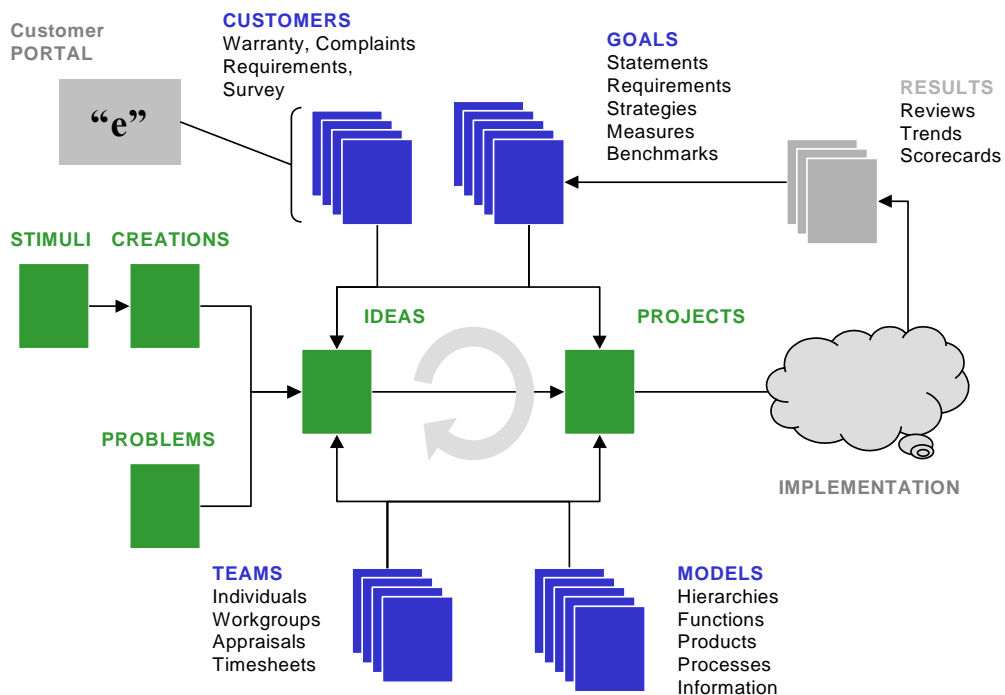 Customer
PORTAL
“e”
CUSTOMERS
Warranty, Complaints
Requirements,
Survey
GOALS
Statements
Requirements
Strategies
Measures
Benchmarks
RESULTS
Reviews
Trends
Scorecards
STIMULI
CREATIONS
IDEAS
PROJECTS
PROBLEMS
IMPLEMENTATION
TEAMS
Individuals
Workgroups
Appraisals
Timesheets
MODELS
Hierarchies
Functions
Products
Processes
Information